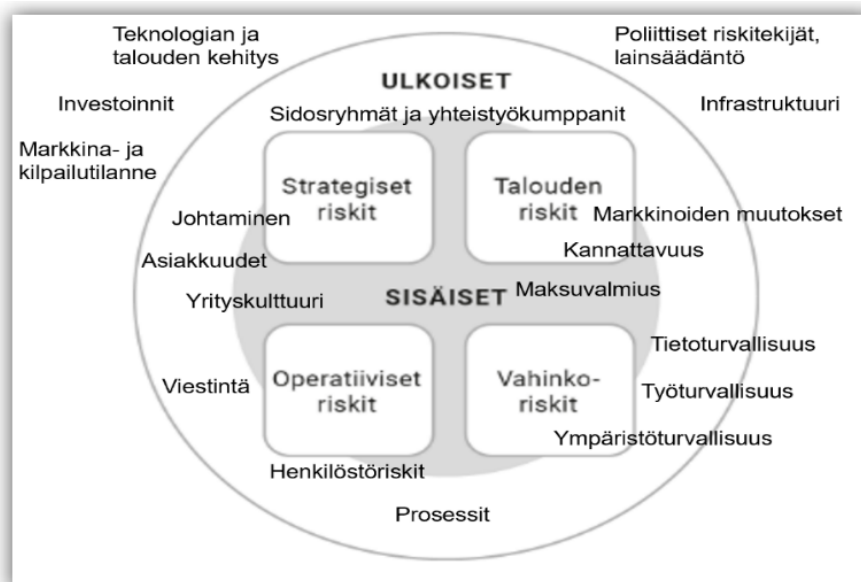 Teknologian ja
talouden kehitys
Poliittiset riskitekijät,
lainsäädäntö
ULKOISET
Investoinnit
Infrastruktuuri
Sidosryhmät ja yhteistyökumppanit
Markkina- ja
kilpailutilanne
Strategiset
riskit
Talouden
riskit
Johtaminen
Markkinoiden muutokset
Kannattavuus
Asiakkuudet
Yrityskulttuuri
SISÄISET
Maksuvalmius
Tietoturvallisuus
Viestintä
Operatiiviset
riskit
Vahinko-
riskit
Työturvallisuus
Ympäristöturvallisuus
Henkilöstöriskit
Prosessit